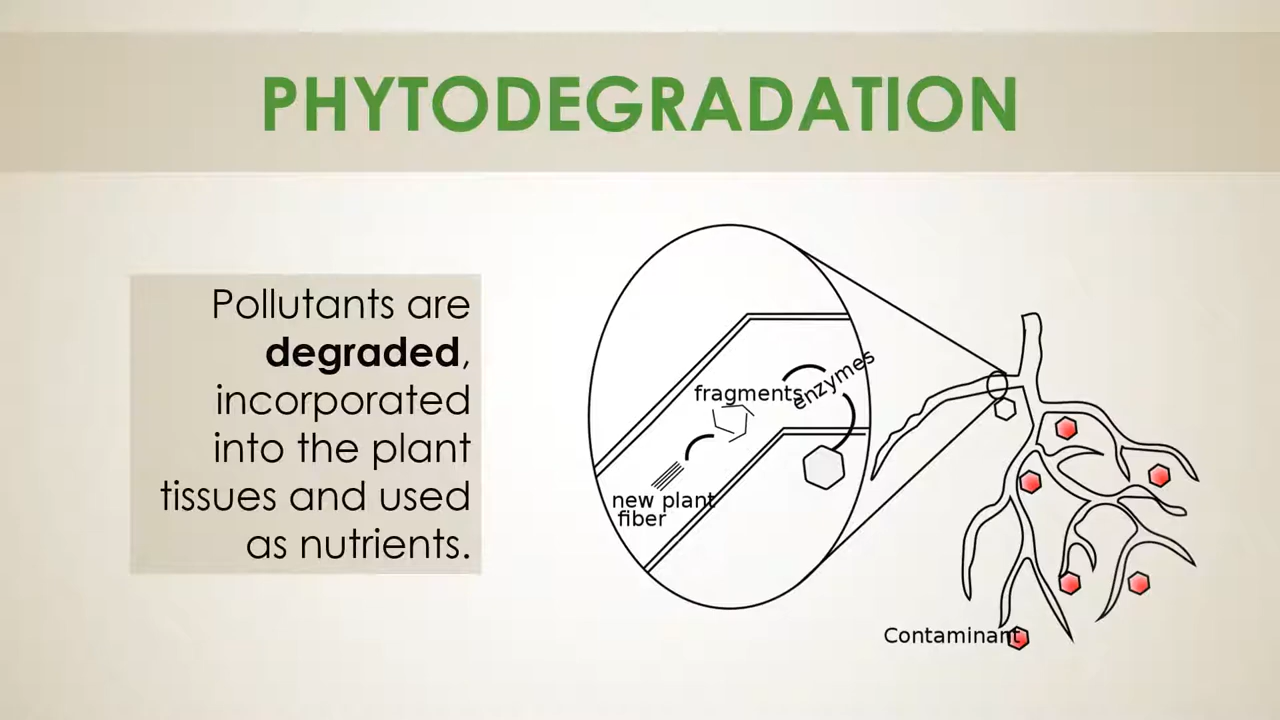 PHYTODEGRADATION
Pollutants are
degraded,
incorporated
into the plant
tissues and used
as nutrients.
enzymes
fragments
new plant
fiber
Contaminant